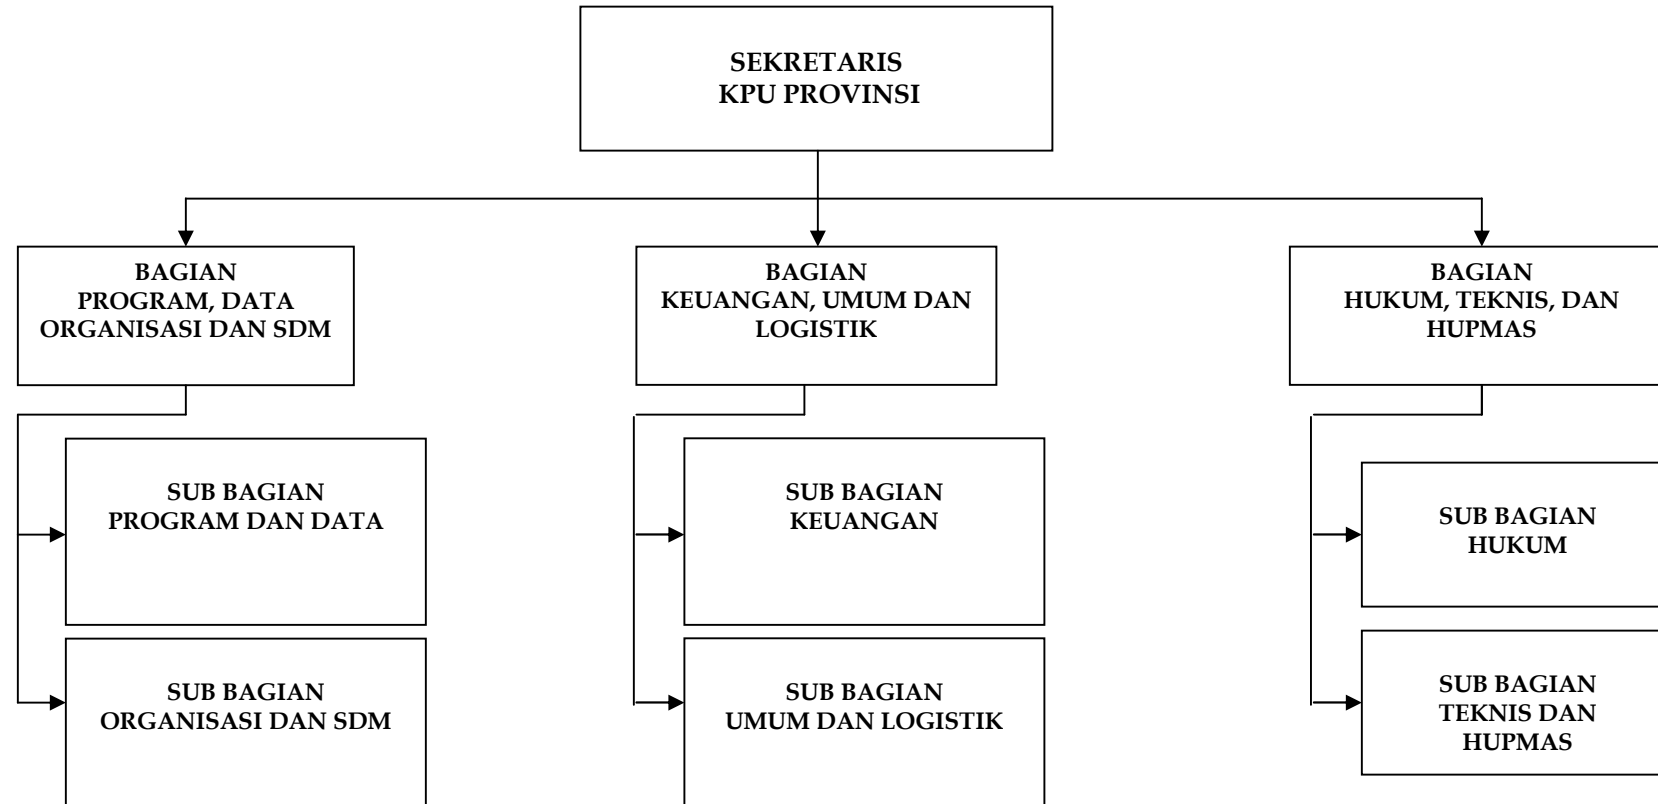 SEKRETARIS
KPU PROVINSI
BAGIAN
PROGRAM, DATA
ORGANISASI DAN SDM
BAGIAN
KEUANGAN, UMUM DAN
LOGISTIK
BAGIAN
HUKUM, TEKNIS, DAN
HUPMAS
SUB BAGIAN
PROGRAM DAN DATA
SUB BAGIAN
KEUANGAN
SUB BAGIAN
HUKUM
SUB BAGIAN
ORGANISASI DAN SDM
SUB BAGIAN
UMUM DAN LOGISTIK
SUB BAGIAN
TEKNIS DAN
HUPMAS